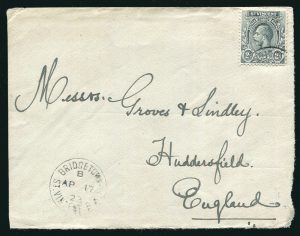 Messrs. Groves & Lindley,
Huddersfield,
England
BRIDGETOWN
B
AP 17